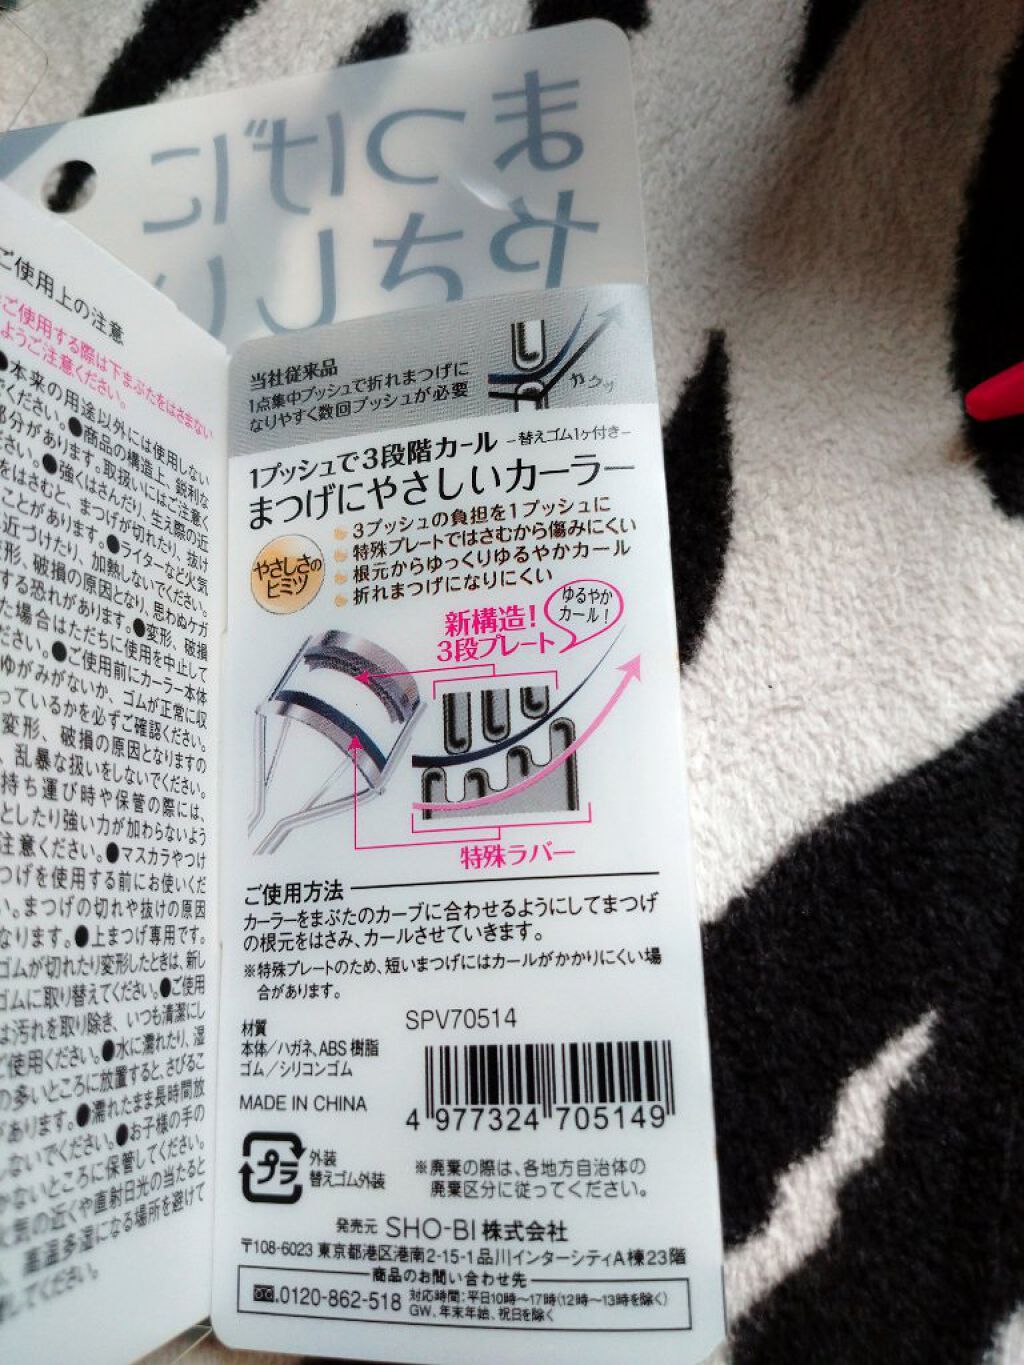 まつげに
やさしい
ご使用上の注意
ご使用する際は下まぶたをはさまない
ようご注意ください。
●本来の用途以外には使用しない
でください。●商品の構造上、鋭利な
部分があります。取扱いにはご注意く
ださい。●強くはさんだり、生え際の近
をはさむと、まつげが切れたり、抜け
ことがあります。●ライターなど火気
近づけたり、加熱しないでください。
変形、破損の原因となり、思わぬケガ
する恐れがあります。●変形、破損
た場合はただちに使用を中止して
ださい。●ご使用前にカーラー本体
ゆがみがないか、ゴムが正常に収
っているかを必ずご確認ください。
変形、破損の原因となりますの
、乱暴な扱いをしないでください。
持ち運び時や保管の際には、
としたり強い力が加わらないよう
注意ください。●マスカラやつけ
つげを使用する前にお使いくだ
い。まつげの切れや抜けの原因
なります。●上まつげ専用です。
ゴムが切れたり変形したときは、新し
ゴムに取り替えてください。●ご使用
は汚れを取り除き、いつも清潔にし
ご使用ください。●水に濡れたり、湿
の多いところに放置すると、さびるこ
があります。●濡れたまま長時間放
しないでください。●お子様の手の
かないところに保管してください。
火気の近くや直射日光の当たると
、高温多湿になる場所を避けて
してください。
当社従来品
1点集中プッシュで折れまつげに
なりやすく数回プッシュが必要
カクッ
1プッシュで3段階カール -替えゴム1ヶ付き-
まつげにやさしいカーラー
やさしさの
ヒミツ
3プッシュの負担を1プッシュに
特殊プレートではさむから傷みにくい
根元からゆっくりゆるやかカール
折れまつげになりにくい
新構造!
3段プレート
ゆるやか
カール!
特殊ラバー
ご使用方法
カーラーをまぶたのカーブに合わせるようにしてまつげ
の根元をはさみ、カールさせていきます。
※特殊プレートのため、短いまつげにはカールがかかりにくい場
合があります。
材質
本体/ハガネ、ABS樹脂
ゴム/シリコンゴム
MADE IN CHINA
SPV70514
4 977324 705149
プラ
外装
替えゴム外装
※廃棄の際は、各地方自治体の
廃棄区分に従ってください。
発売元 SHO-BI株式会社
〒108-6023 東京都港区港南2-15-1品川インターシティA棟23階
商品のお問い合わせ先
0120-862-518 対応時間:平日10時〜17時(12時〜13時を除く)
GW、年末年始、祝日を除く